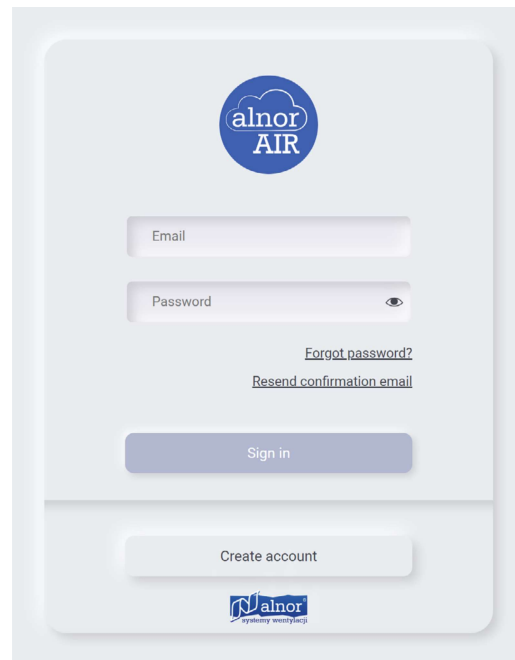 alnor
AIR
Email
Password
Forgot password?
Resend confirmation email
Sign in
Create account
alnor®
systemy wentylacji